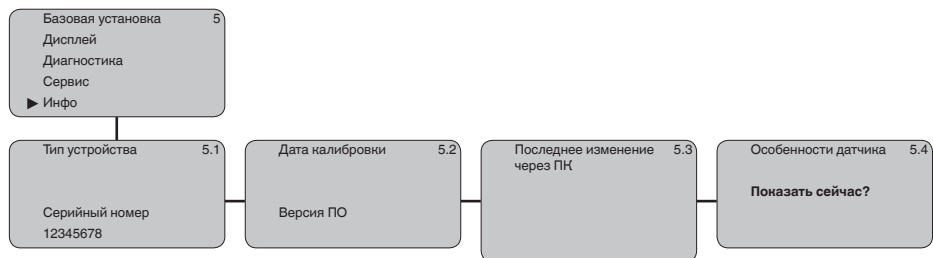 Базовая установка 5
Дисплей
Диагностика
Сервис
▶ Инфо
Тип устройства 5.1
Серийный номер
12345678
Дата калибровки 5.2
Версия ПО
Последнее изменение 5.3
через ПК
Особенности датчика 5.4
Показать сейчас?